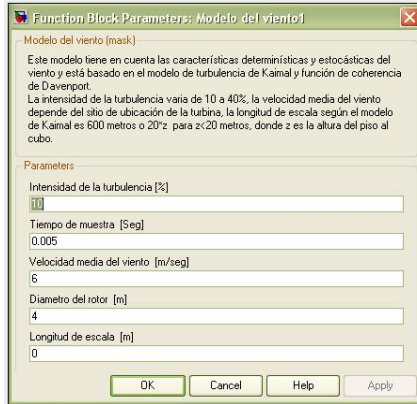 Function Block Parameters: Modelo del viento1
Modelo del viento (mask)
Este modelo tiene en cuenta las características determinísticas y estocásticas del
viento y está basado en el modelo de turbulencia de Kaimal y función de coherencia
de Davenport.
La intensidad de la turbulencia varia de 10 a 40%, la velocidad media del viento
depende del sitio de ubicación de la turbina, la longitud de escala según el modelo
de Kaimal es 600 metros o 20*z para z<20 metros, donde z es la altura del piso al
cubo.
Parameters
Intensidad de la turbulencia [%]
10
Tiempo de muestra [Seg]
0.005
Velocidad media del viento [m/seg]
6
Diametro del rotor [m]
4
Longitud de escala [m]
0
OK Cancel Help Apply